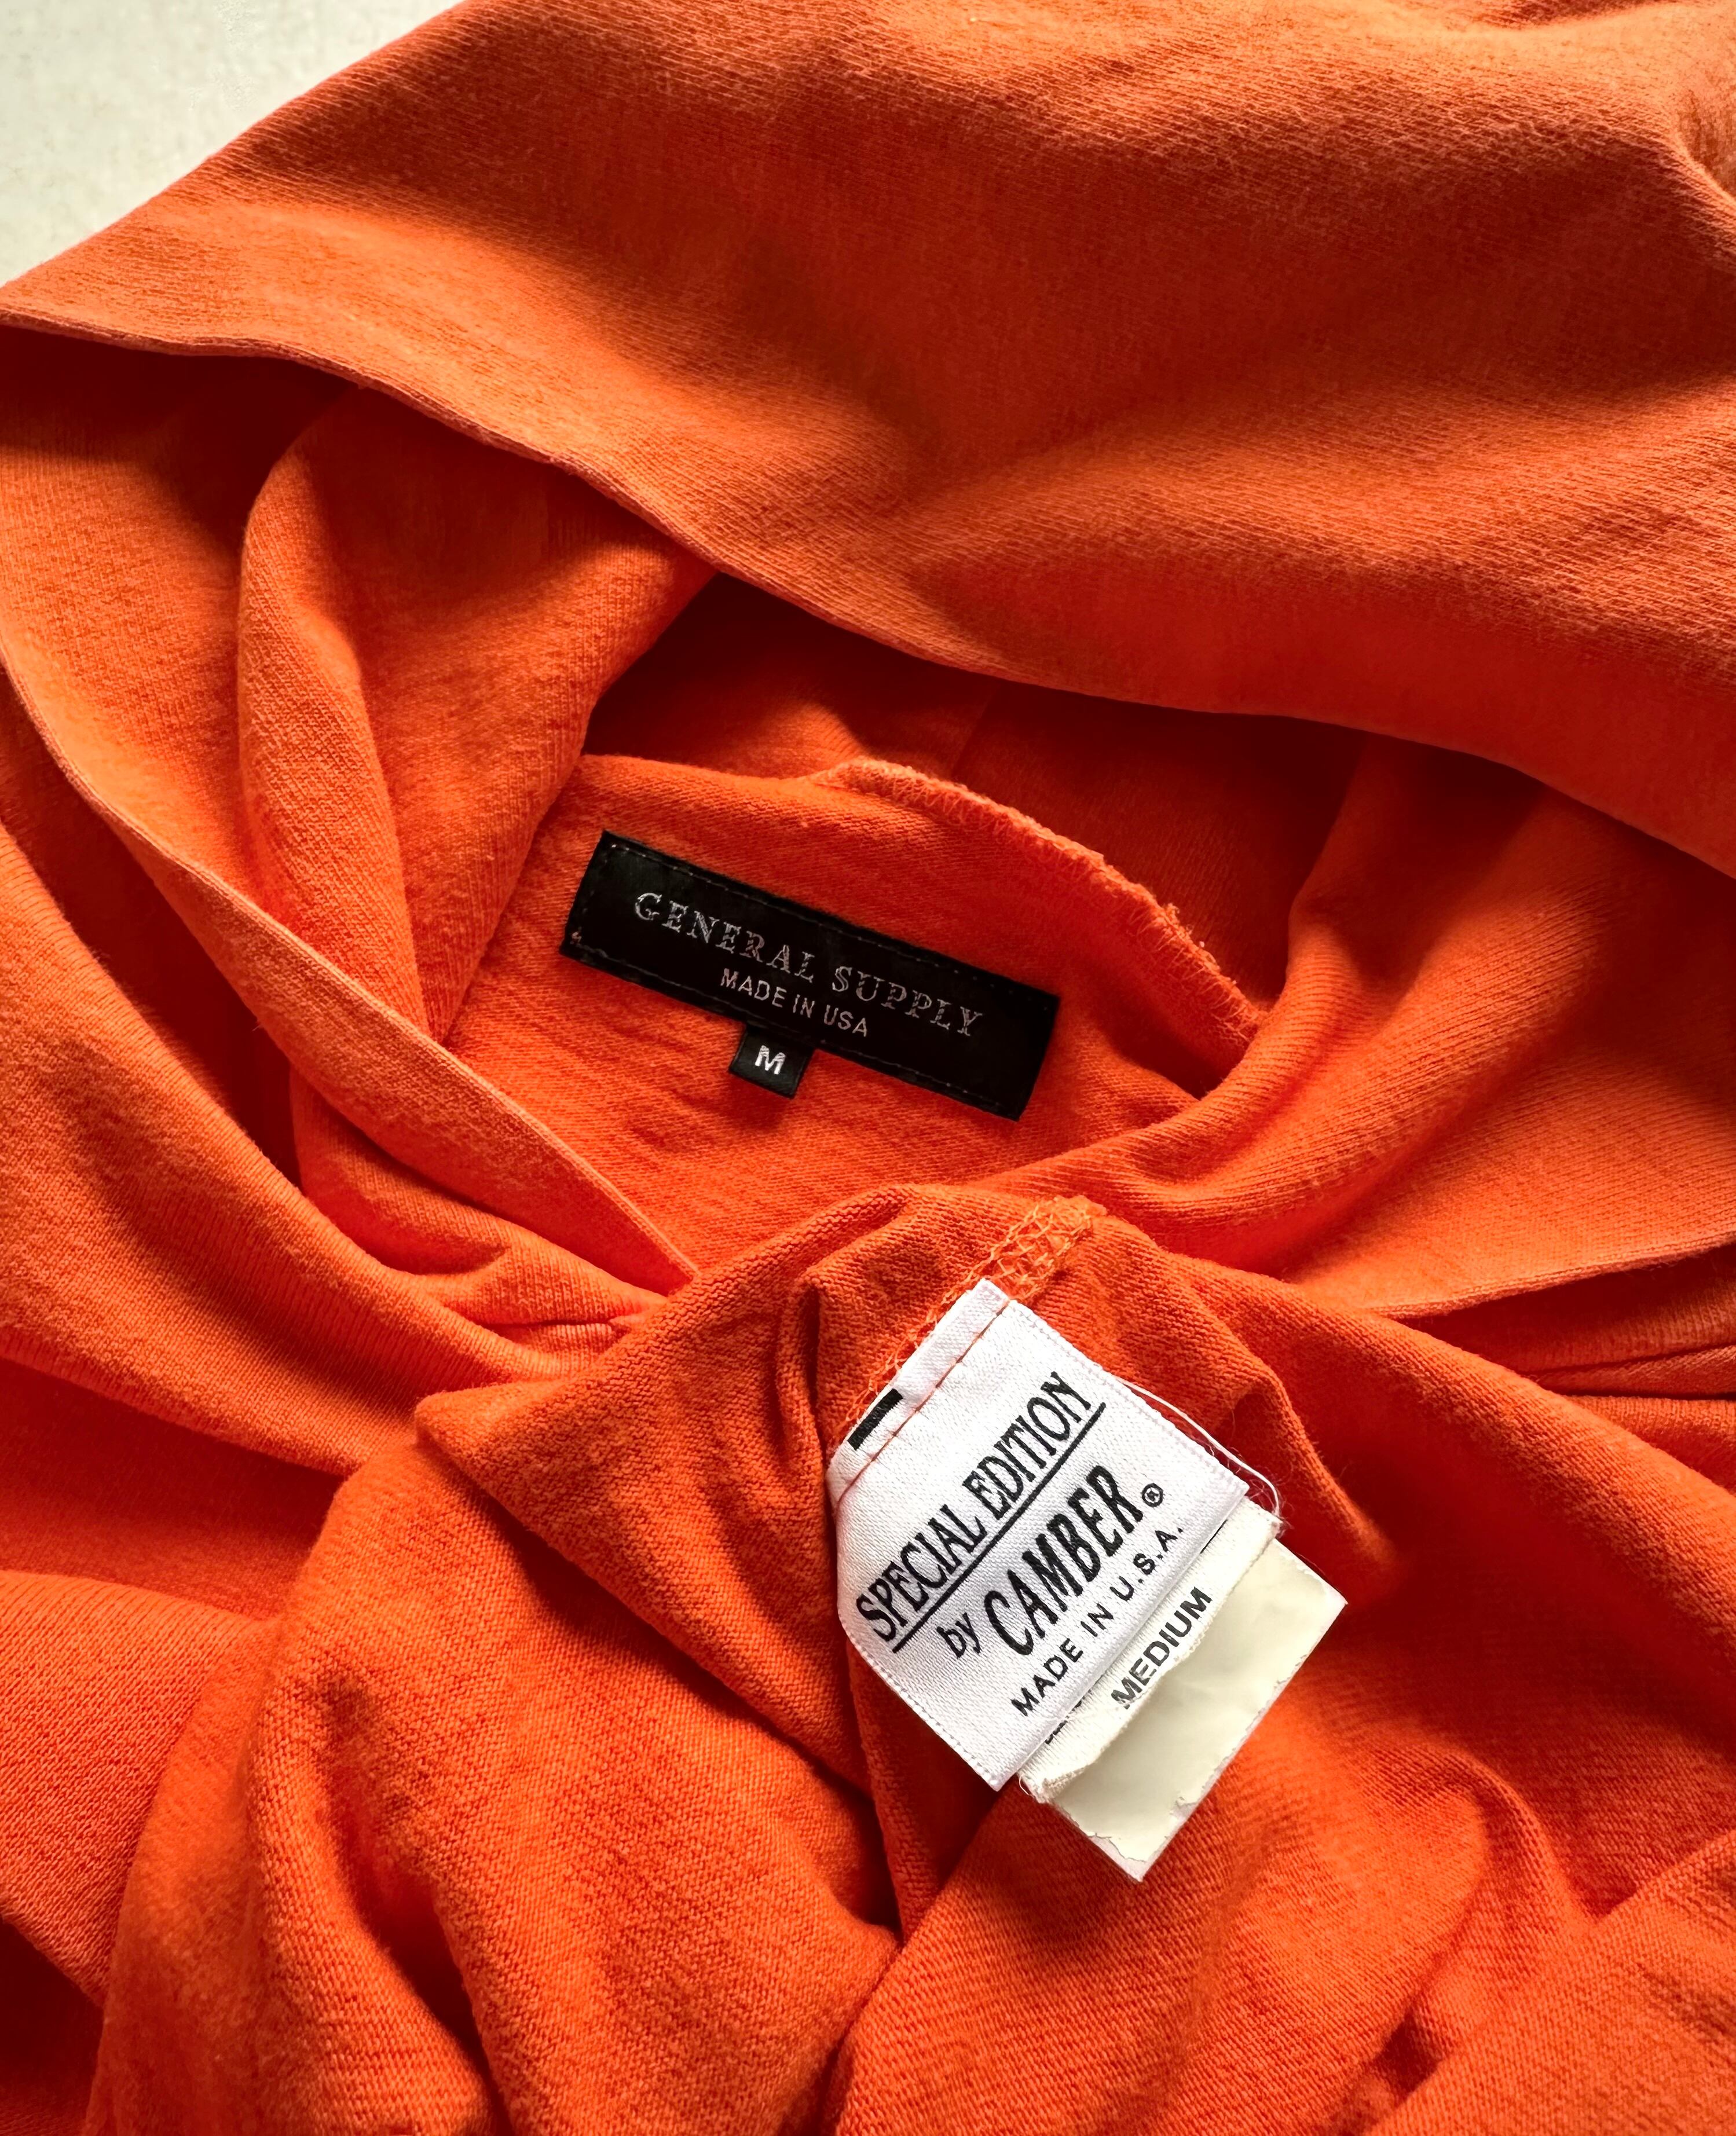 GENERAL SUPPLY
MADE IN USA
M
SPECIAL EDITION
by CAMBER®
MADE IN U.S.A.
MEDIUM